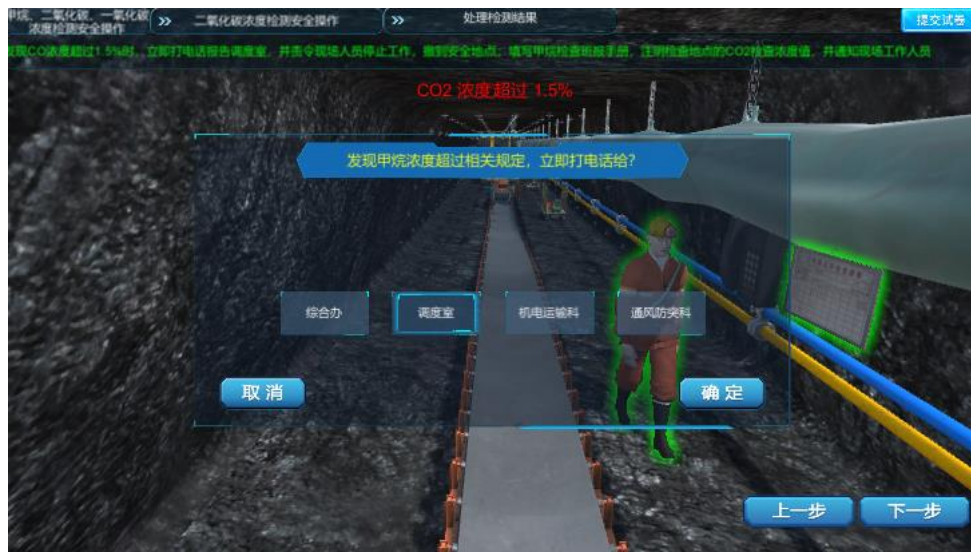 甲烷、二氧化碳、一氧化碳
浓度检测安全操作
二氧化碳浓度检测安全操作
处理检测结果
提交试卷
发现CO浓度超过1.5%时，立即打电话报告调度室，并责令现场人员停止工作，撤到安全地点；填写甲烷检查班报手册，注明检查地点的CO2检查浓度值，并通知现场工作人员
CO2 浓度超过 1.5%
发现甲烷浓度超过相关规定，立即打电话给？
综合办
调度室
机电运输科
通风防突科
取消
确定
上一步
下一步